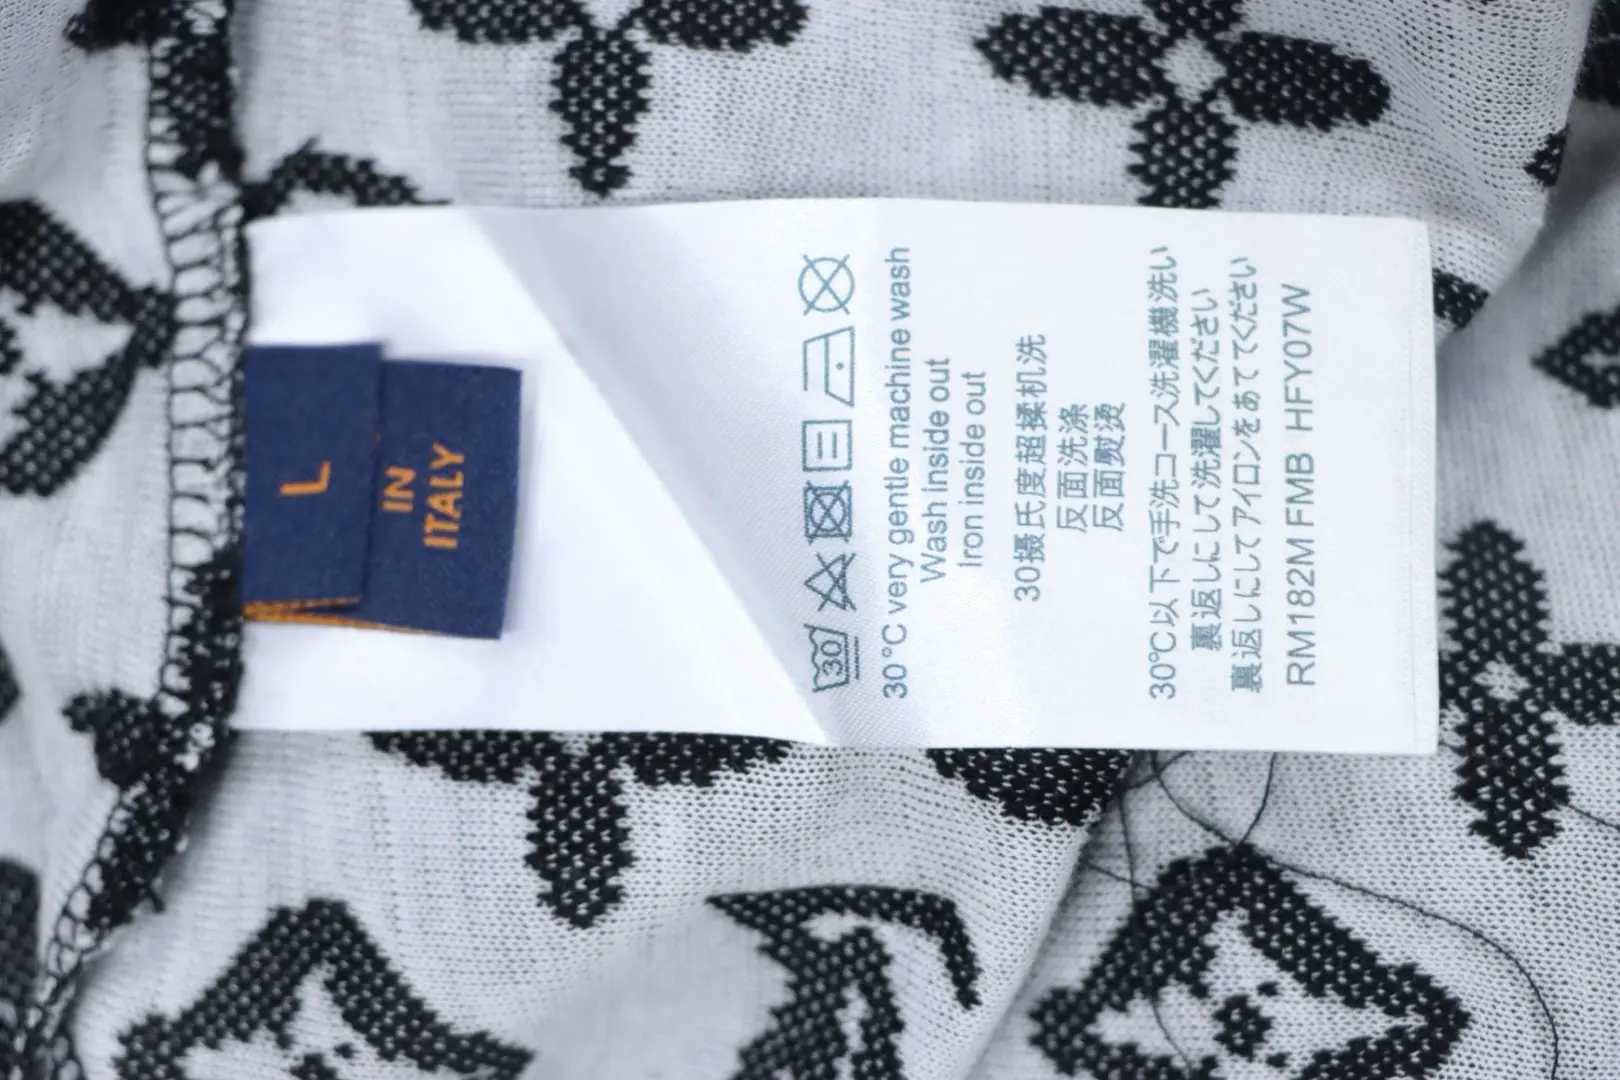 L
IN
ITALY
30
30°C very gentle machine wash
Wash inside out
Iron inside out
30摄氏度超揉机洗
反面洗涤
反面熨烫
30℃以下で手洗コース洗濯機洗い
裏返しにして洗濯してください
裏返しにしてアイロンをあててください
RM182M FMB HFY07W